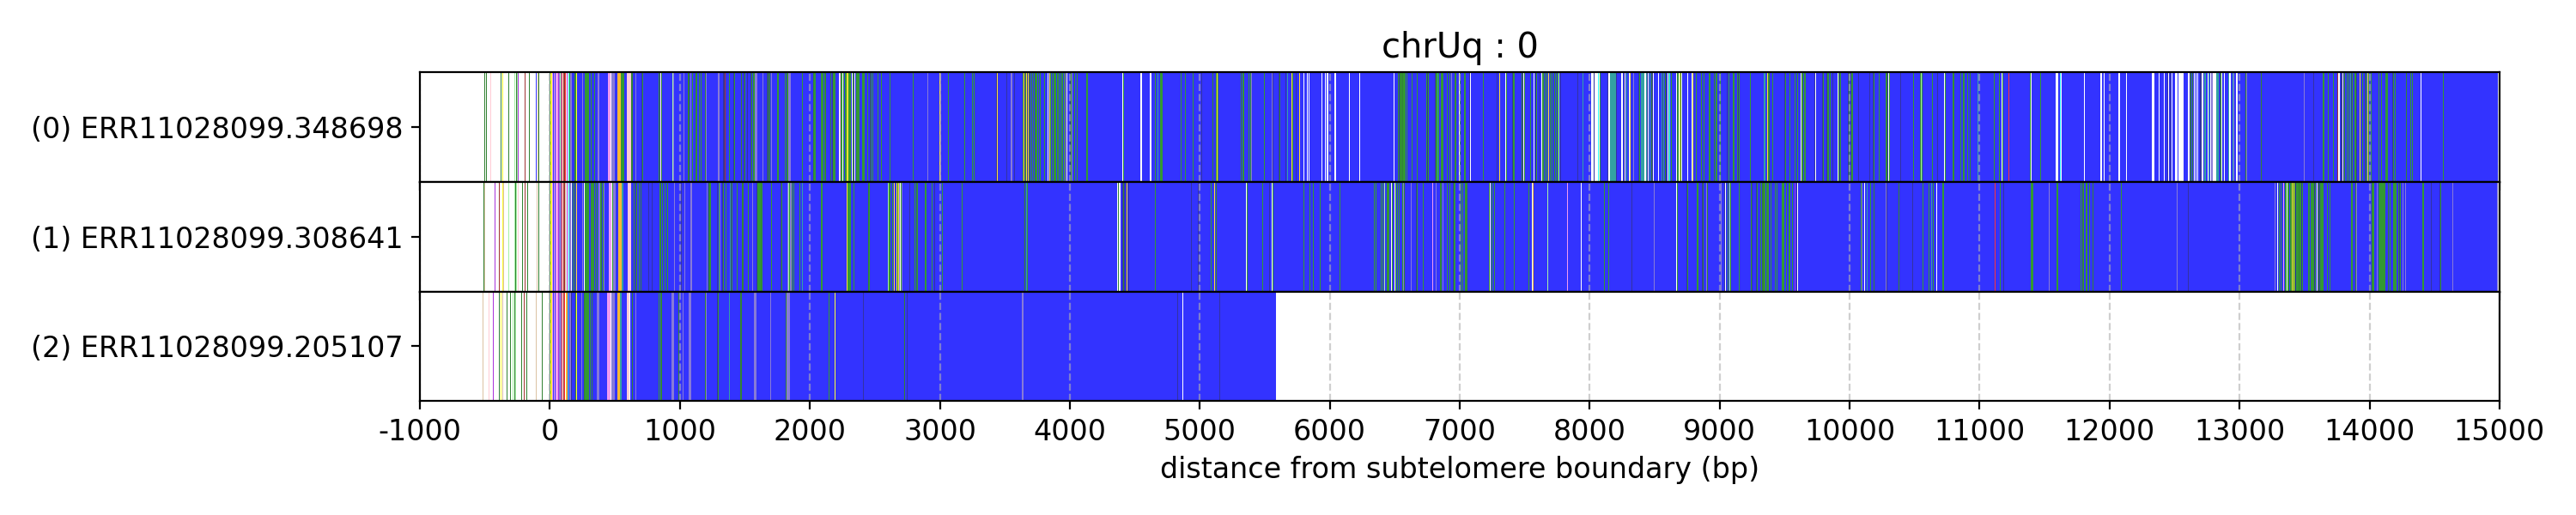 chrUq : 0
(0) ERR11028099.348698
(1) ERR11028099.308641
(2) ERR11028099.205107
-1000 0 1000 2000 3000 4000 5000 6000 7000 8000 9000 10000 11000 12000 13000 14000 15000
distance from subtelomere boundary (bp)